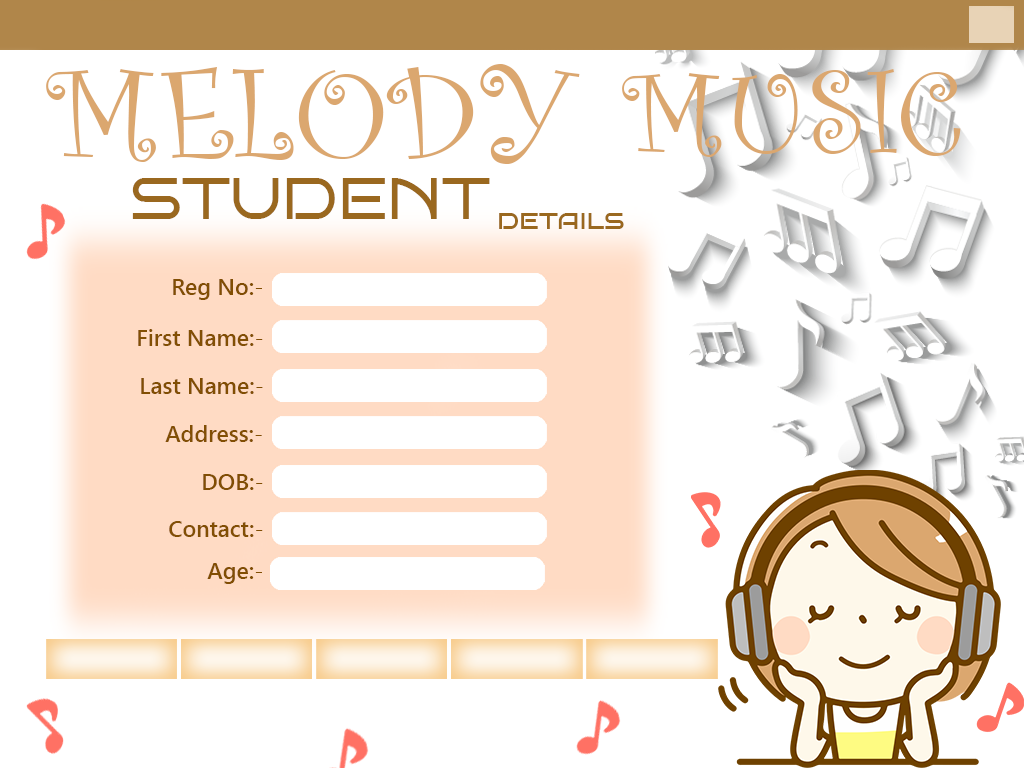 MELODY MUSIC
STUDENT DETAILS
Reg No:-
First Name:-
Last Name:-
Address:-
DOB:-
Contact:-
Age:-